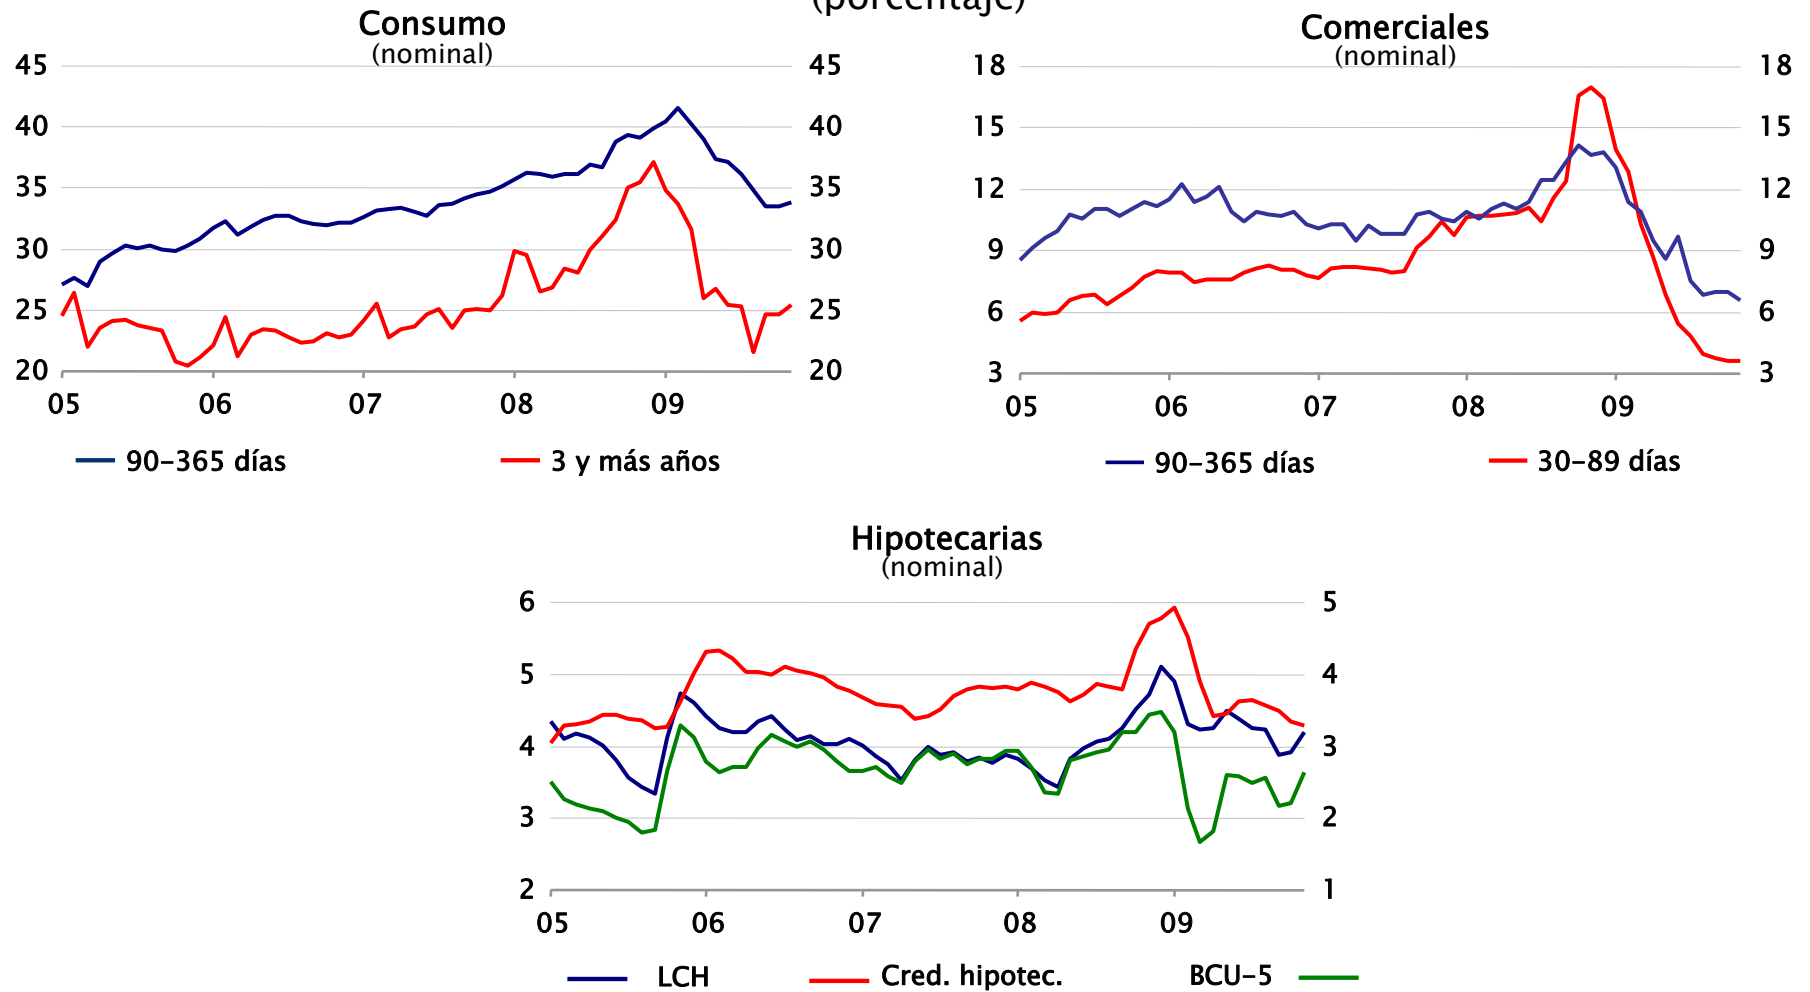 (porcentaje)
Consumo
(nominal)
45 45
40 40
35 35
30 30
25 25
20 20
05 06 07 08 09
90-365 días 3 y más años
Comerciales
(nominal)
18 18
15 15
12 12
9 9
6 6
3 3
05 06 07 08 09
90-365 días 30-89 días
Hipotecarias
(nominal)
6 5
5 4
4 3
3 2
2 1
05 06 07 08 09
LCH Cred. hipotec. BCU-5